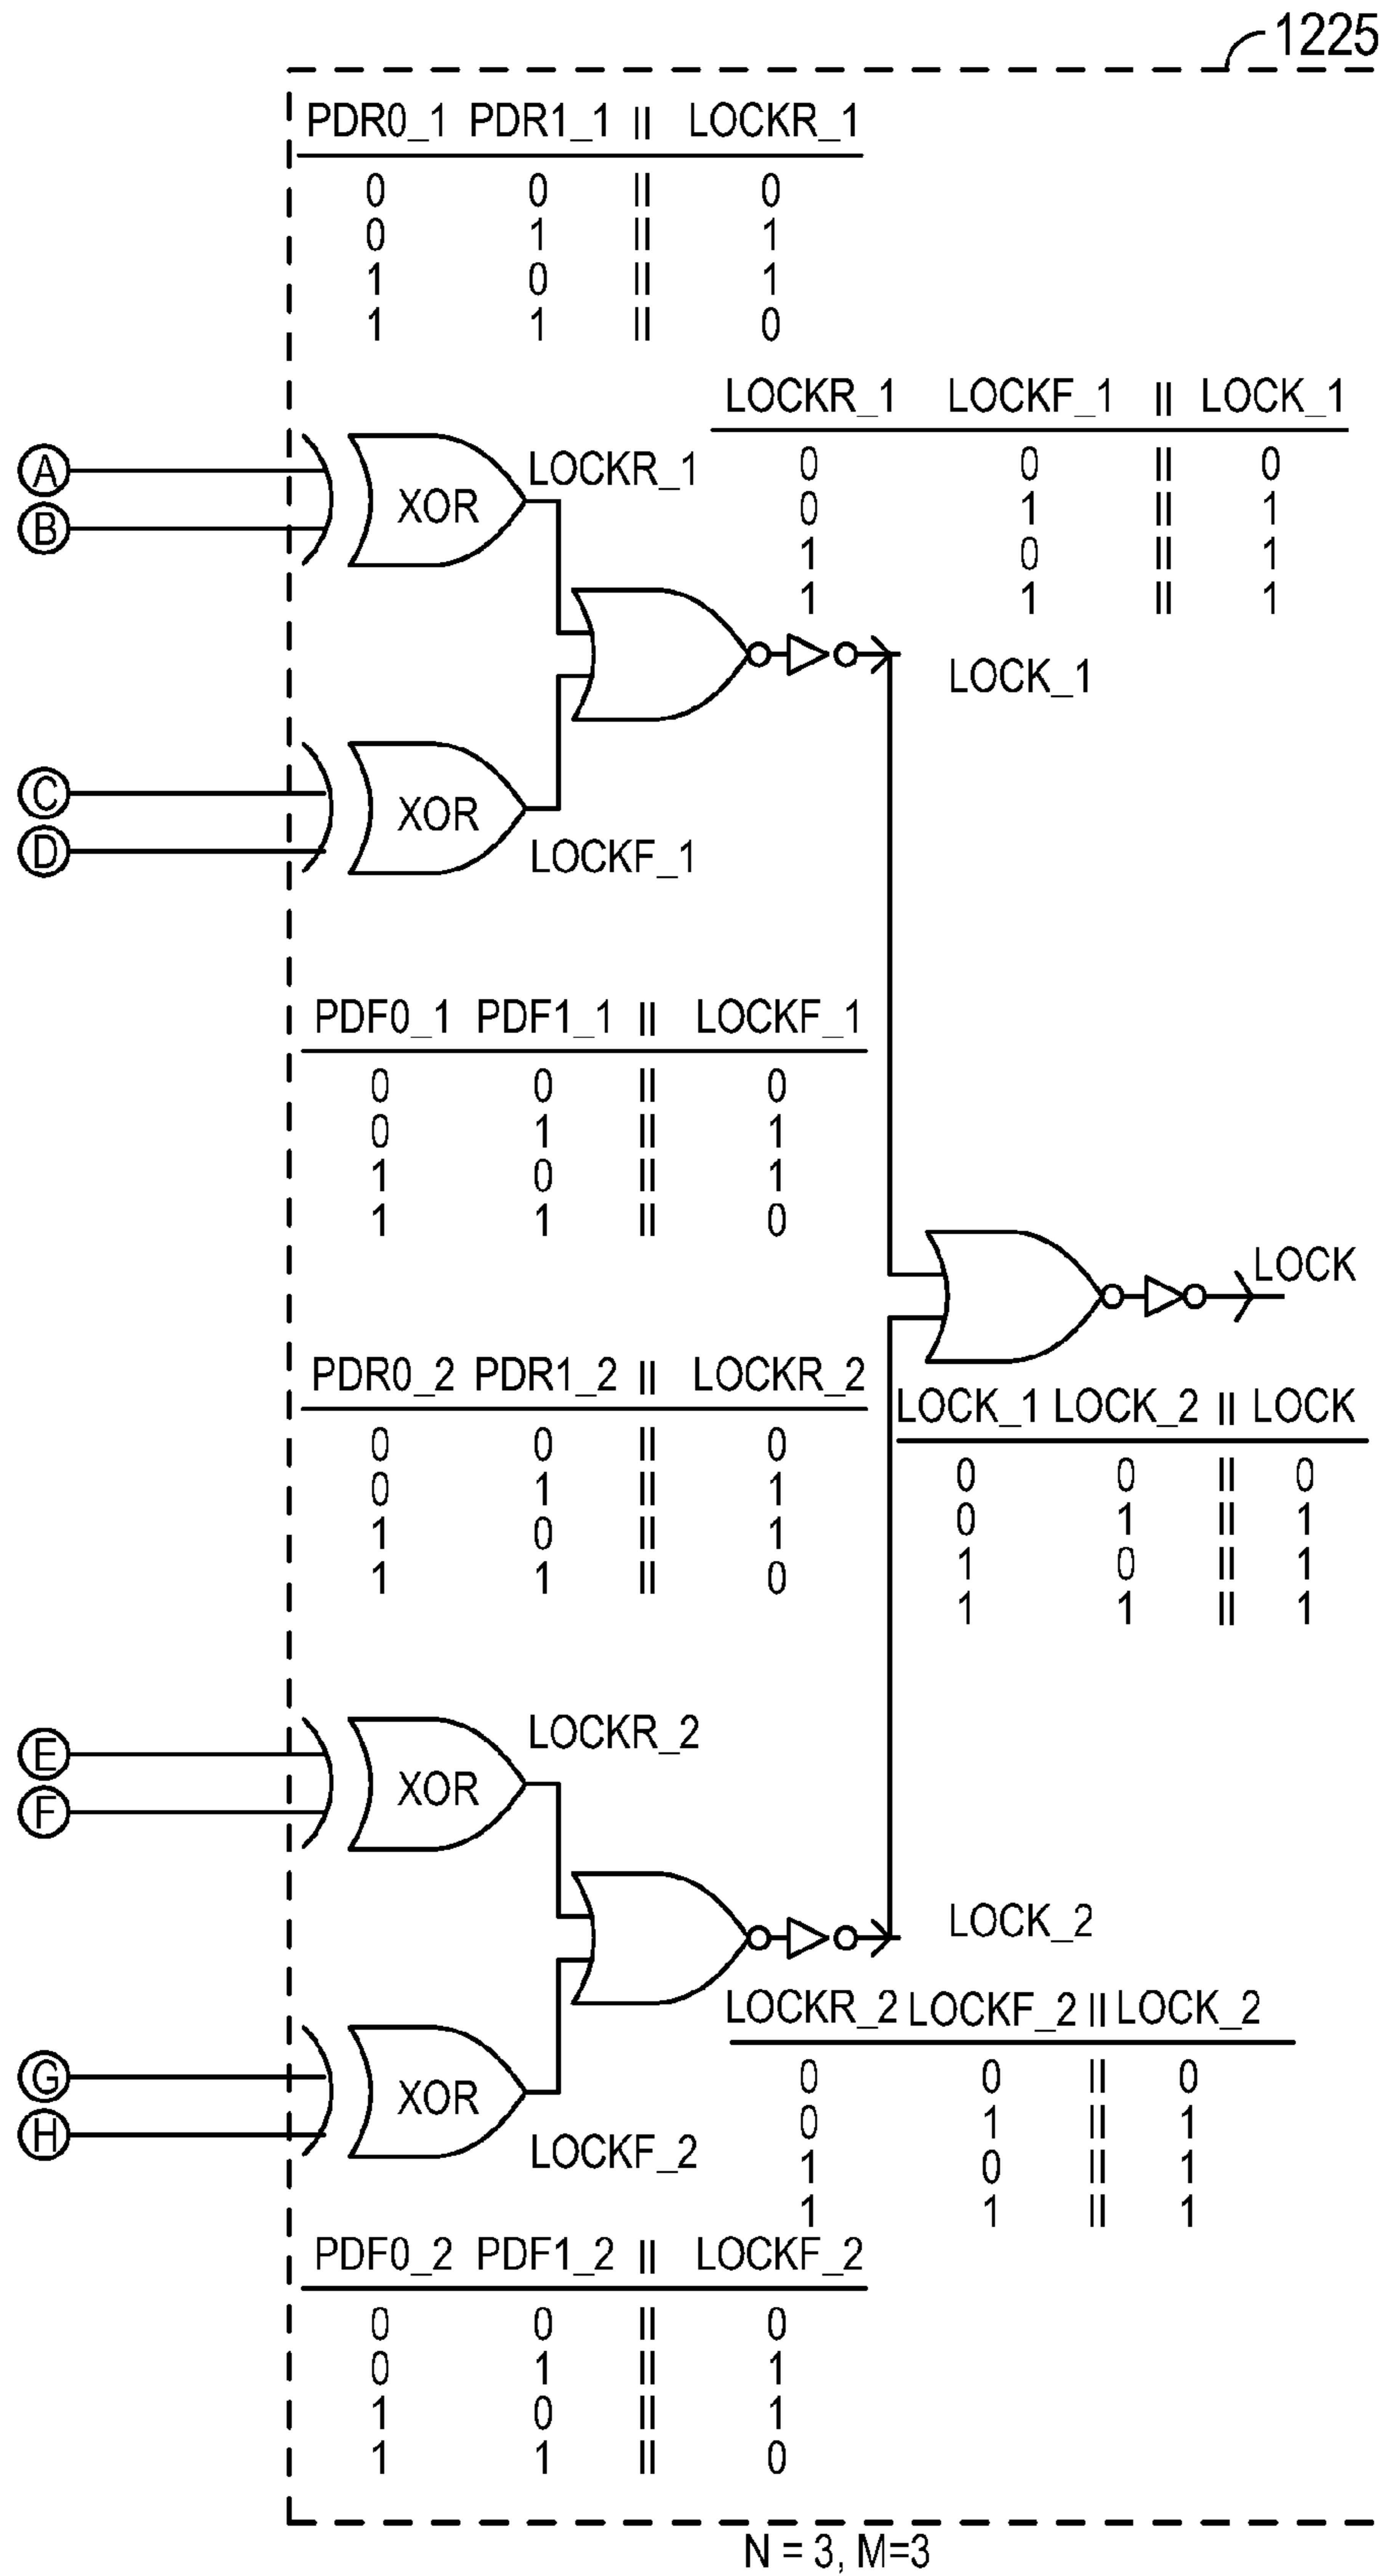 1225
PDR0_1 PDR1_1 || LOCKR_1
0 0 || 0
0 1 || 1
1 0 || 1
1 1 || 0
LOCKR_1 LOCKF_1 || LOCK_1
0 0 || 0
0 1 || 1
1 0 || 1
1 1 || 1
A
B
XOR
LOCKR_1
LOCK_1
C
D
XOR
LOCKF_1
PDF0_1 PDF1_1 || LOCKF_1
0 0 || 0
0 1 || 1
1 0 || 1
1 1 || 0
LOCK
PDR0_2 PDR1_2 || LOCKR_2
0 0 || 0
0 1 || 1
1 0 || 1
1 1 || 0
LOCK_1 LOCK_2 || LOCK
0 0 || 0
0 1 || 1
1 0 || 1
1 1 || 1
E
F
XOR
LOCKR_2
LOCK_2
G
H
XOR
LOCKF_2
LOCKR_2 LOCKF_2 || LOCK_2
0 0 || 0
0 1 || 1
1 0 || 1
1 1 || 1
PDF0_2 PDF1_2 || LOCKF_2
0 0 || 0
0 1 || 1
1 0 || 1
1 1 || 0
N = 3, M=3